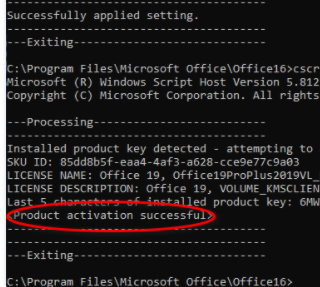 Successfully applied setting.
----------------------------------------
---Exiting-----------------------------
C:\Program Files\Microsoft Office\Office16>cscr
Microsoft (R) Windows Script Host Version 5.812
Copyright (C) Microsoft Corporation. All rights
---Processing--------------------------
----------------------------------------
Installed product key detected - attempting to
SKU ID: 85dd8b5f-eaa4-4af3-a628-cce9e77c9a03
LICENSE NAME: Office 19, Office19ProPlus2019VL_
LICENSE DESCRIPTION: Office 19, VOLUME_KMSCLIEN
Last 5 characters of installed product key: 6MW
<Product activation successful>
----------------------------------------
----------------------------------------
---Exiting-----------------------------
C:\Program Files\Microsoft Office\Office16>